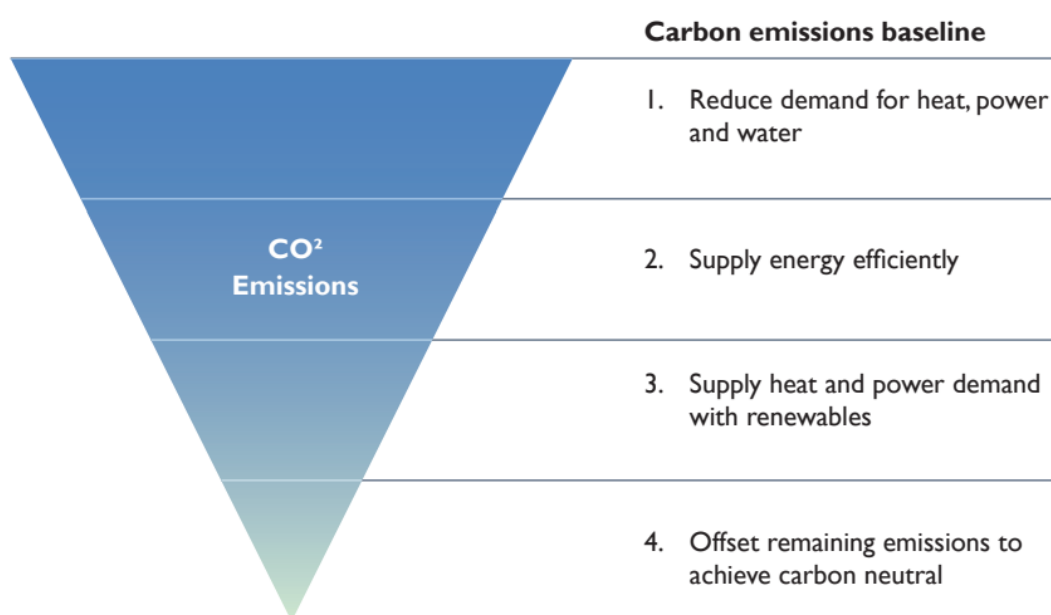 Carbon emissions baseline
1. Reduce demand for heat, power
and water
CO²
Emissions
2. Supply energy efficiently
3. Supply heat and power demand
with renewables
4. Offset remaining emissions to
achieve carbon neutral